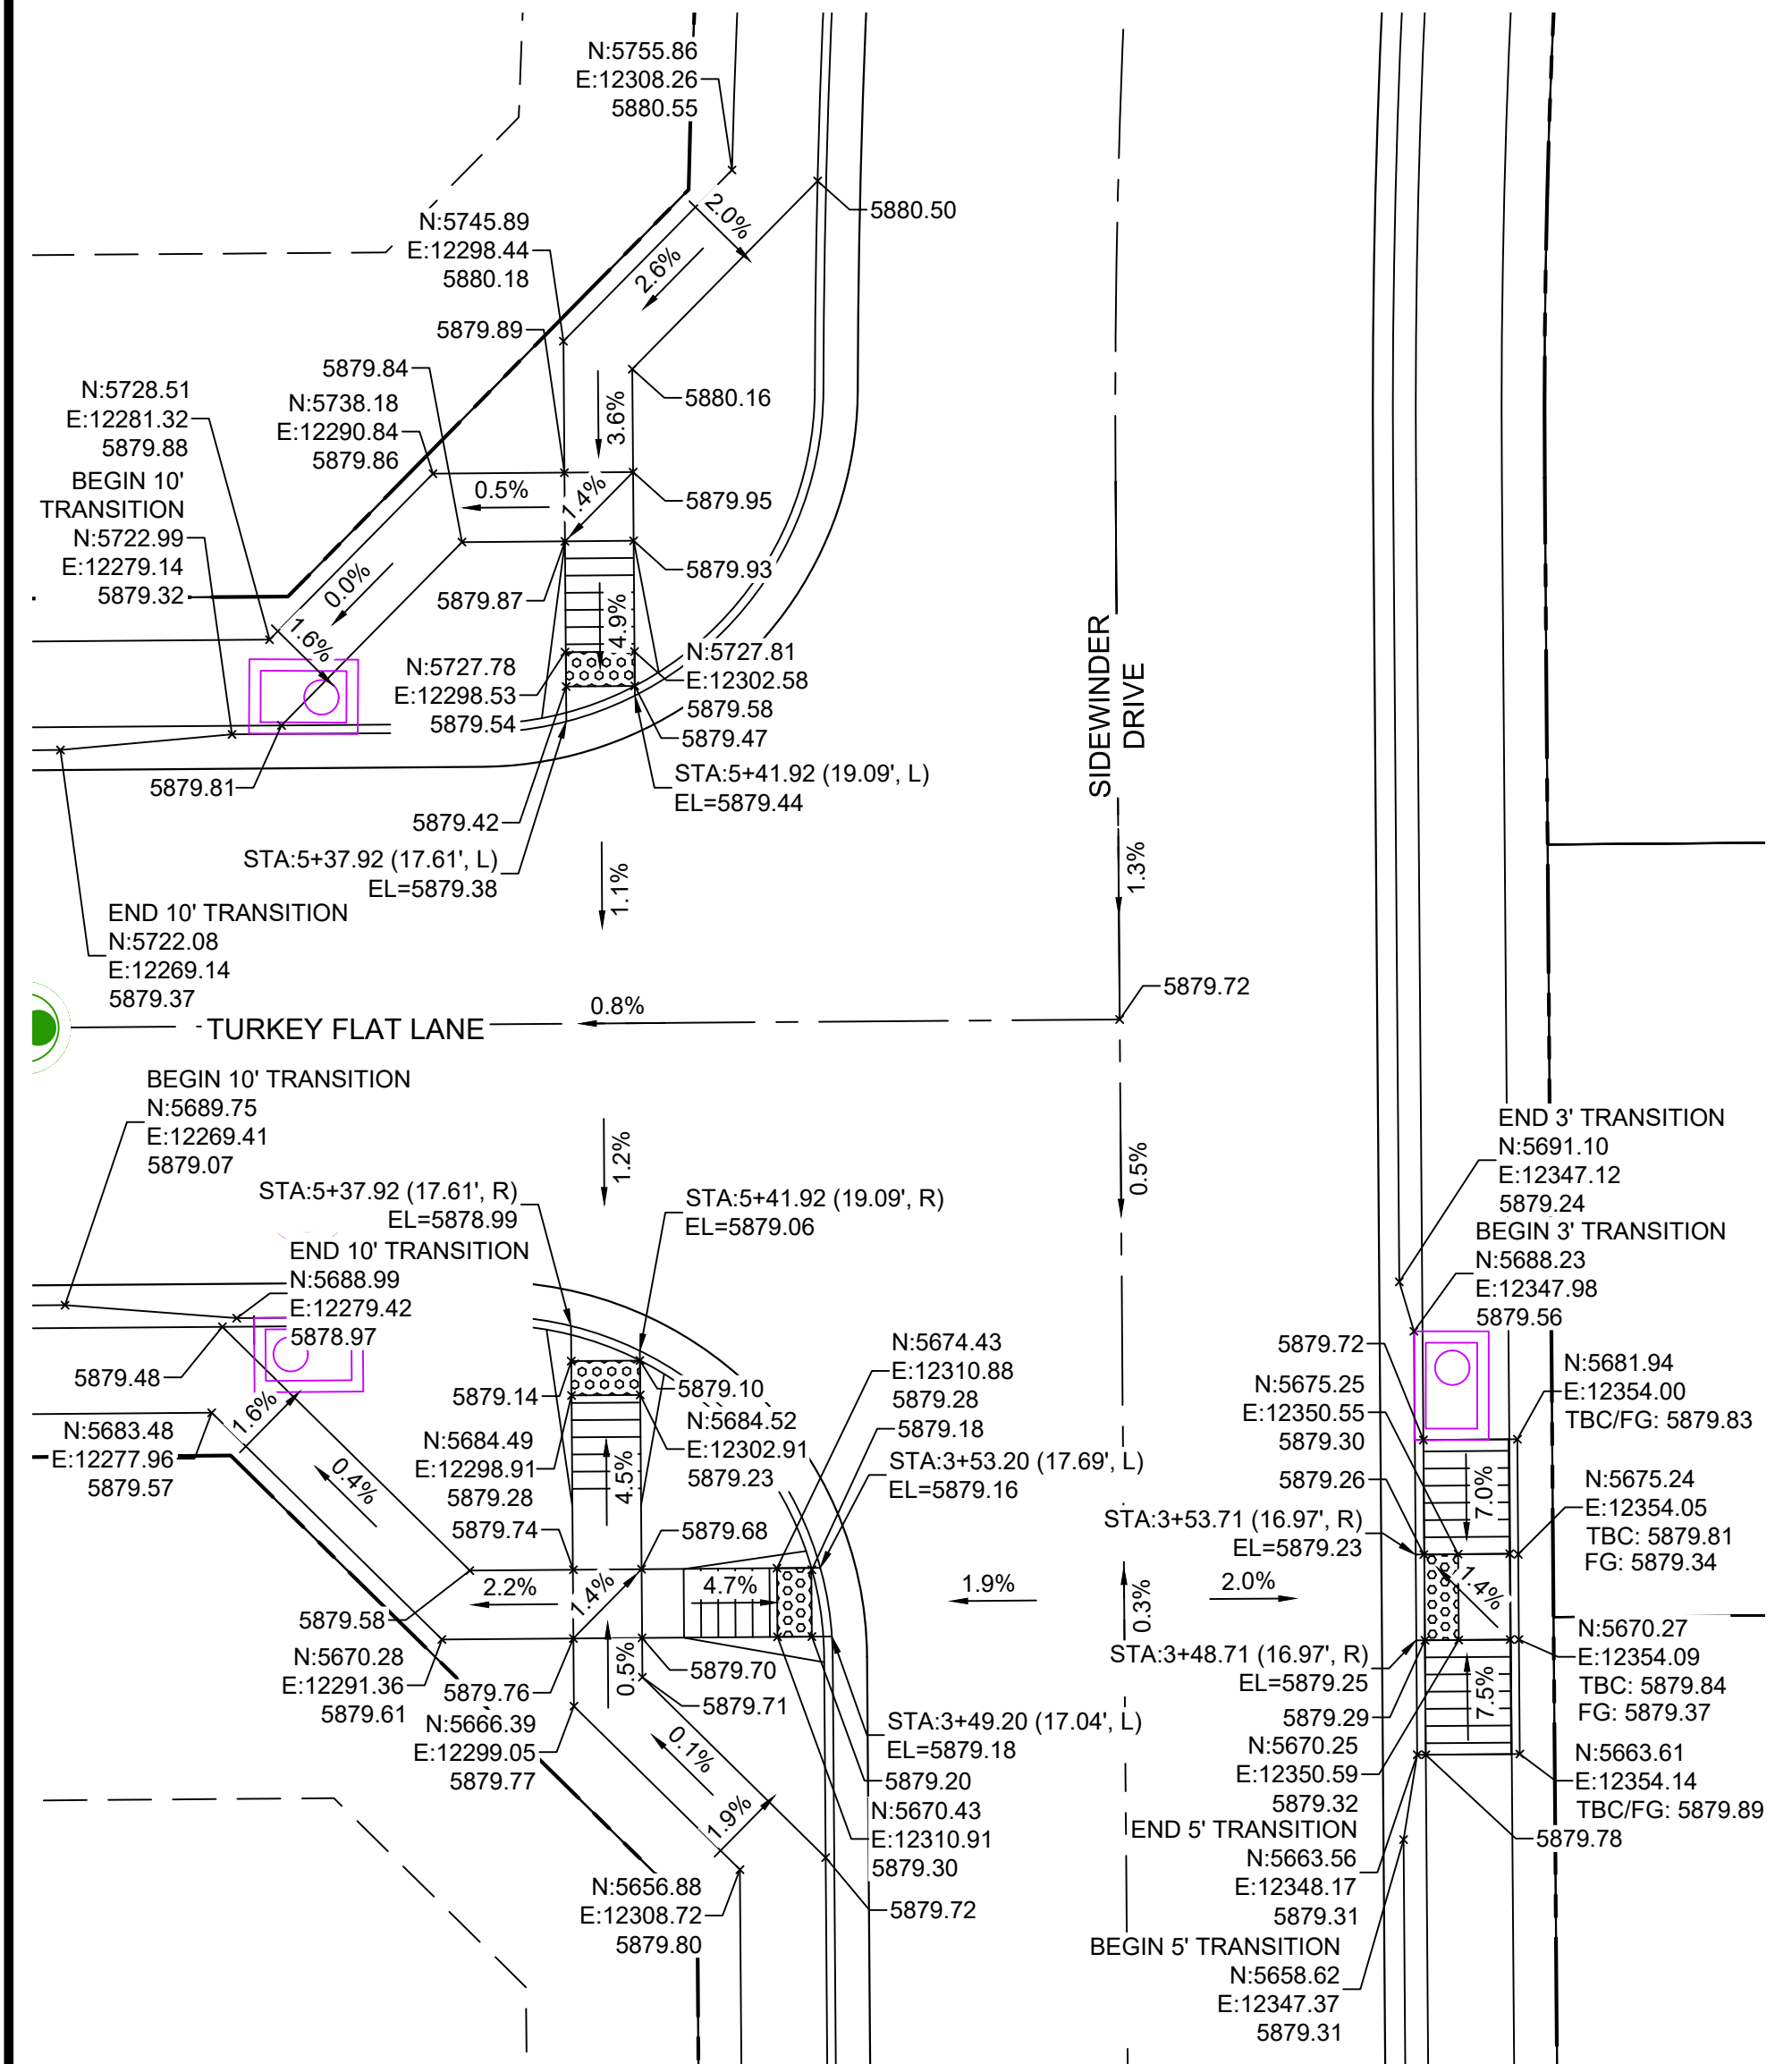 N:5755.86
E:12308.26
5880.55
2.0%
5880.50
N:5745.89
E:12298.44
5880.18
2.6%
5879.89
5879.84
5880.16
3.6%
N:5728.51
E:12281.32
5879.88
N:5738.18
E:12290.84
5879.86
BEGIN 10'
TRANSITION
N:5722.99
E:12279.14
5879.32
0.5%
1.4%
5879.95
0.0%
5879.93
5879.87
4.9%
1.6%
N:5727.78
E:12298.53
5879.54
N:5727.81
E:12302.58
5879.58
5879.47
STA:5+41.92 (19.09', L)
EL=5879.44
5879.81
5879.42
STA:5+37.92 (17.61', L)
EL=5879.38
SIDEWINDER
DRIVE
1.1%
1.3%
END 10' TRANSITION
N:5722.08
E:12269.14
5879.37
0.8%
5879.72
TURKEY FLAT LANE
BEGIN 10' TRANSITION
N:5689.75
E:12269.41
5879.07
1.2%
0.5%
END 3' TRANSITION
N:5691.10
E:12347.12
5879.24
STA:5+37.92 (17.61', R)
EL=5878.99
STA:5+41.92 (19.09', R)
EL=5879.06
BEGIN 3' TRANSITION
N:5688.23
E:12347.98
5879.56
END 10' TRANSITION
N:5688.99
E:12279.42
5878.97
5879.48
5879.14
5879.10
N:5674.43
E:12310.88
5879.28
5879.18
5879.72
N:5681.94
E:12354.00
TBC/FG: 5879.83
1.6%
N:5683.48
E:12277.96
5879.57
N:5684.49
E:12298.91
5879.28
N:5684.52
E:12302.91
5879.23
STA:3+53.20 (17.69', L)
EL=5879.16
N:5675.25
E:12350.55
5879.30
5879.26
0.4%
4.5%
7.0%
N:5675.24
E:12354.05
TBC: 5879.81
FG: 5879.34
5879.74
5879.68
STA:3+53.71 (16.97', R)
EL=5879.23
2.2%
1.4%
4.7%
1.9%
0.3%
2.0%
1.4%
5879.58
N:5670.28
E:12291.36
5879.61
5879.76
0.5%
5879.70
5879.71
STA:3+48.71 (16.97', R)
EL=5879.25
N:5670.27
E:12354.09
TBC: 5879.84
FG: 5879.37
7.5%
N:5666.39
E:12299.05
5879.77
0.1%
STA:3+49.20 (17.04', L)
EL=5879.18
5879.20
5879.29
N:5670.25
E:12350.59
5879.32
N:5663.61
E:12354.14
TBC/FG: 5879.89
1.9%
N:5670.43
E:12310.91
5879.30
END 5' TRANSITION
N:5663.56
E:12348.17
5879.31
5879.78
N:5656.88
E:12308.72
5879.80
5879.72
BEGIN 5' TRANSITION
N:5658.62
E:12347.37
5879.31